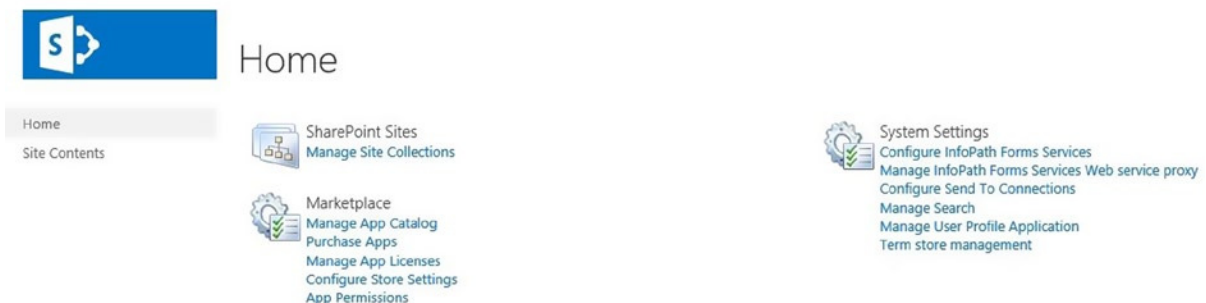 S
Home
Home
Site Contents
SharePoint Sites
Manage Site Collections
Marketplace
Manage App Catalog
Purchase Apps
Manage App Licenses
Configure Store Settings
App Permissions
System Settings
Configure InfoPath Forms Services
Manage InfoPath Forms Services Web service proxy
Configure Send To Connections
Manage Search
Manage User Profile Application
Term store management